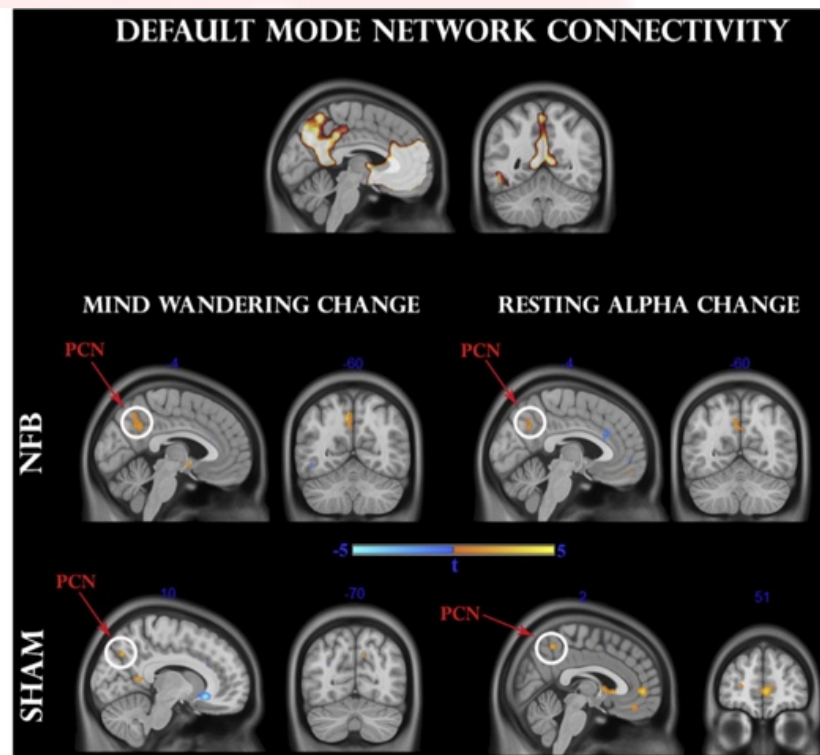 DEFAULT MODE NETWORK CONNECTIVITY
MIND WANDERING CHANGE
RESTING ALPHA CHANGE
PCN
PCN
-4
-60
4
-60
NFB
-5
5
t
PCN
10
-70
PCN
2
51
SHAM